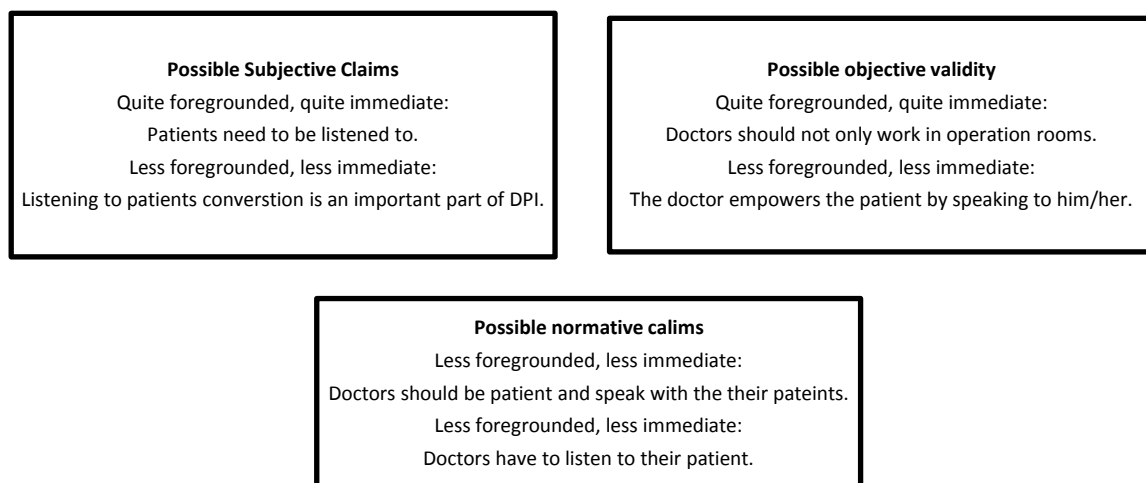 Possible Subjective Claims
Quite foregrounded, quite immediate:
Patients need to be listened to.
Less foregrounded, less immediate:
Listening to patients converstion is an important part of DPI.
Possible objective validity
Quite foregrounded, quite immediate:
Doctors should not only work in operation rooms.
Less foregrounded, less immediate:
The doctor empowers the patient by speaking to him/her.
Possible normative calims
Less foregrounded, less immediate:
Doctors should be patient and speak with the their pateints.
Less foregrounded, less immediate:
Doctors have to listen to their patient.